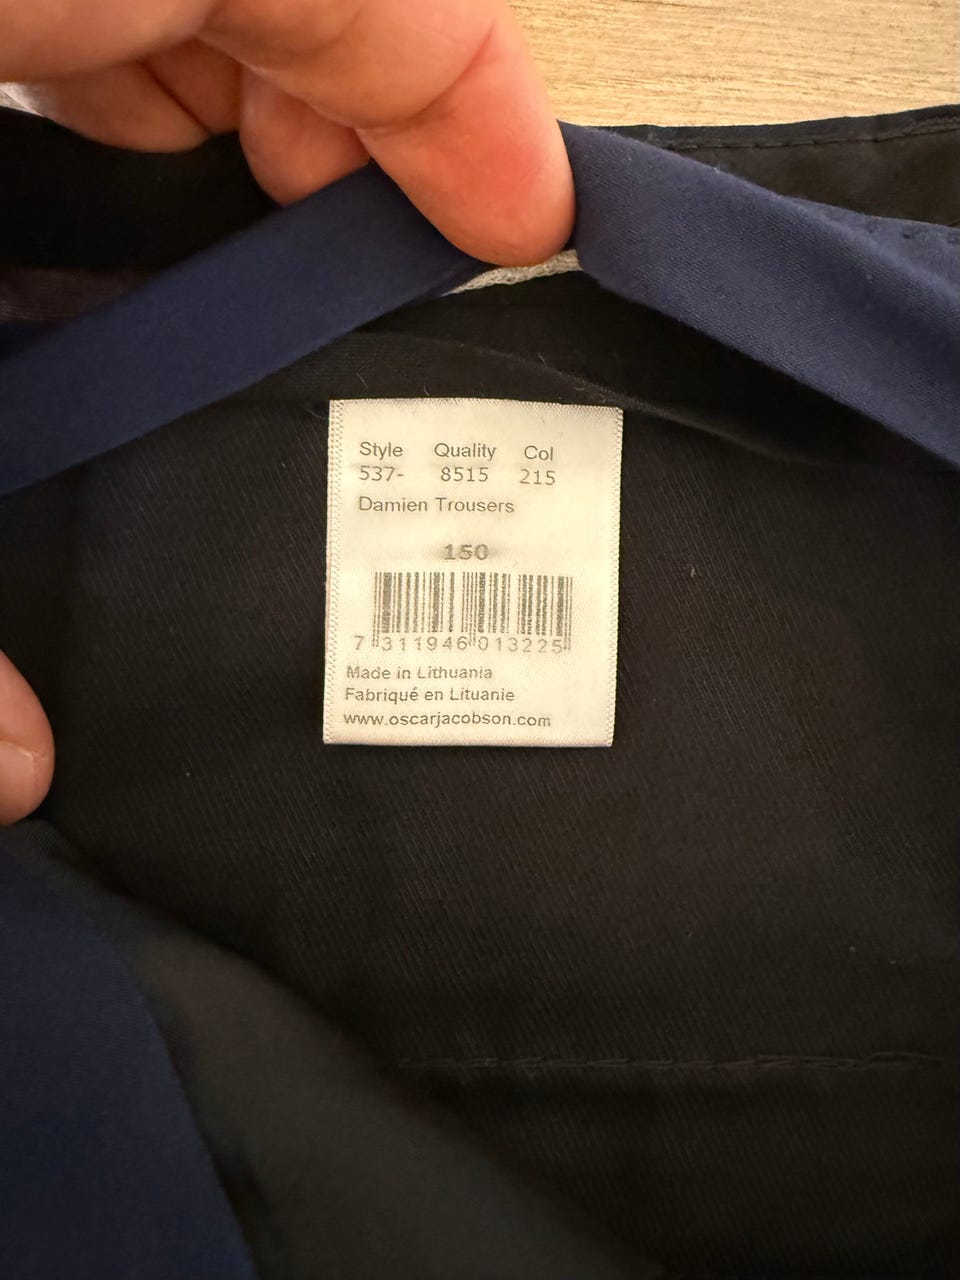 Style Quality Col
537- 8515 215
Damien Trousers
150
7 311946 013225
Made in Lithuania
Fabriqué en Lituanie
www.oscarjacobson.com